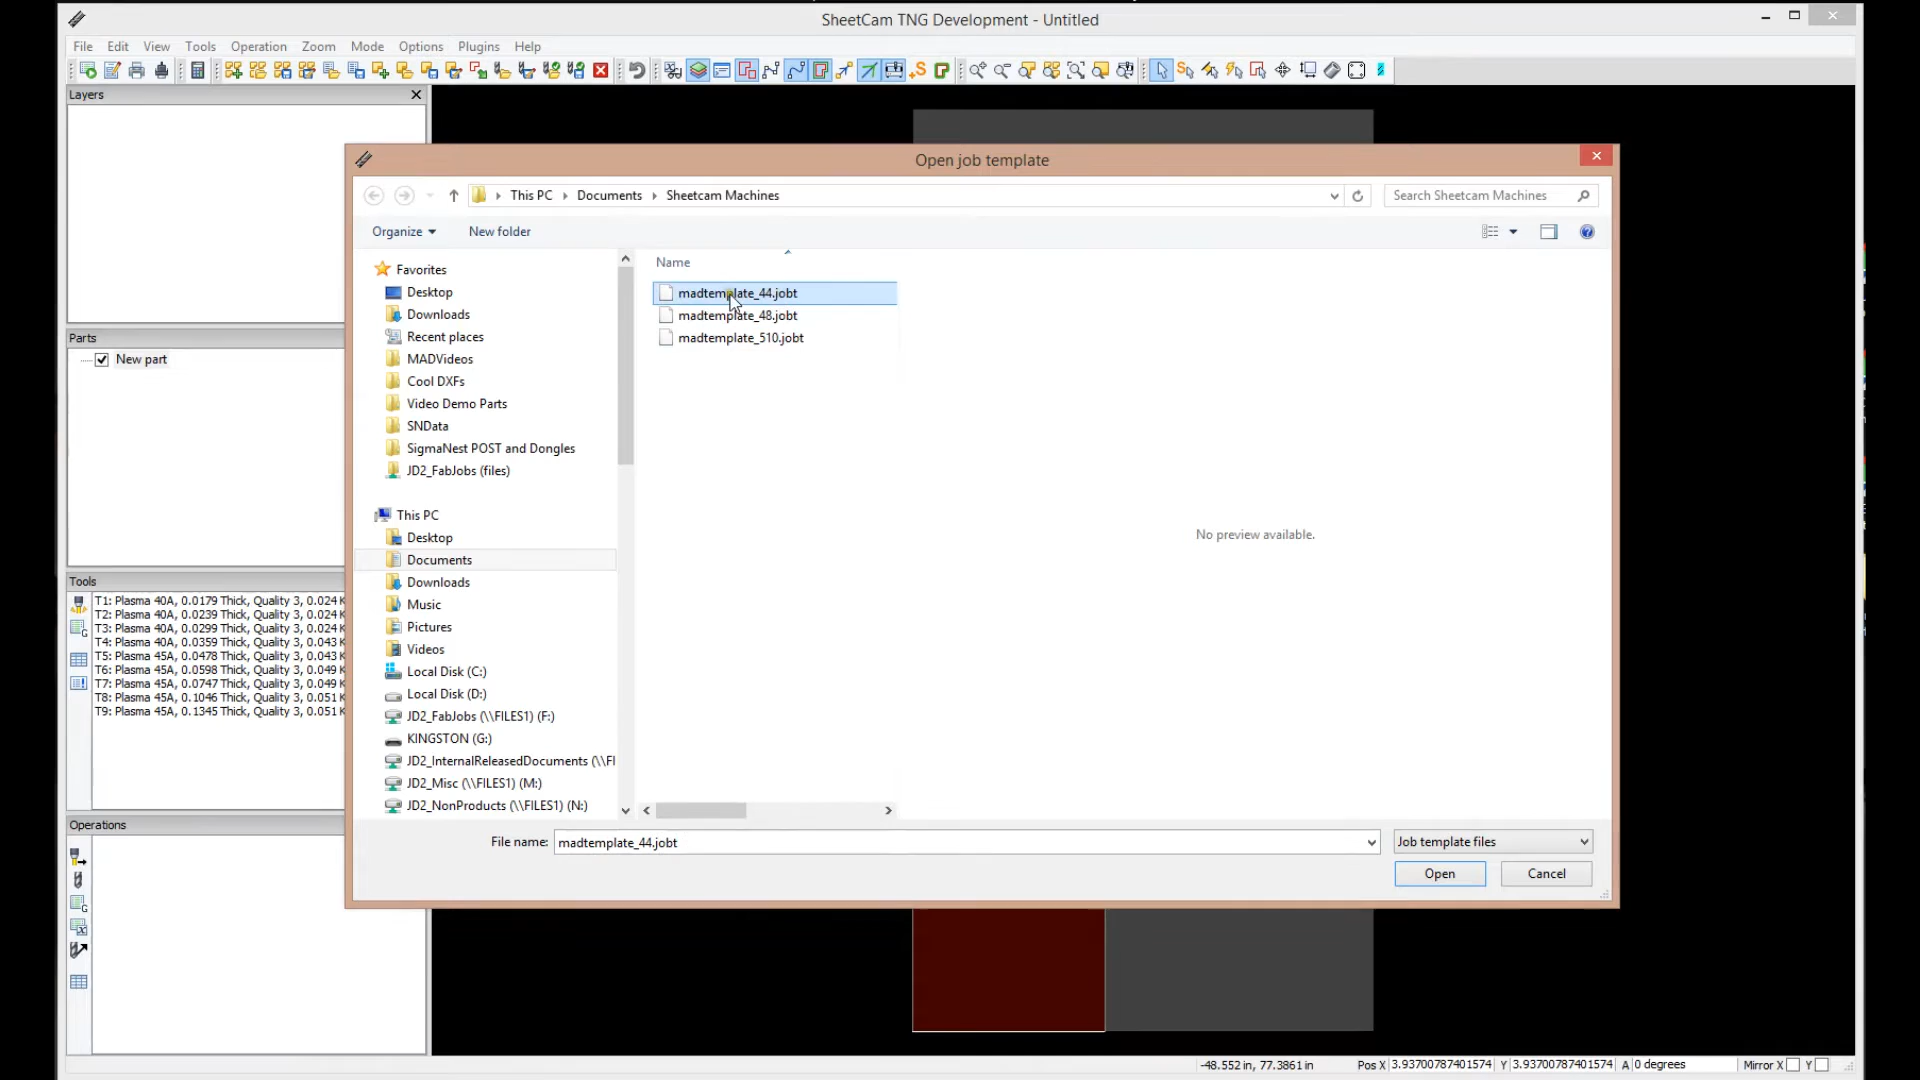 SheetCam TNG Development - Untitled
File Edit View Tools Operation Zoom Mode Options Plugins Help
Layers
Open job template
This PC Documents Sheetcam Machines
Search Sheetcam Machines
Organize New folder
Name
Favorites
Desktop
Downloads
Recent places
MADVideos
Cool DXFs
Video Demo Parts
SNData
SigmaNest POST and Dongles
JD2_FabJobs (files)
This PC
Desktop
Documents
Downloads
Music
Pictures
Videos
Local Disk (C:)
Local Disk (D:)
JD2_FabJobs (\\FILES1) (F:)
KINGSTON (G:)
JD2_InternalReleasedDocuments (\\FI
JD2_Misc (\\FILES1) (M:)
JD2_NonProducts (\\FILES1) (N:)
madtemplate_44.jobt
madtemplate_48.jobt
madtemplate_510.jobt
No preview available.
File name: madtemplate_44.jobt
Job template files
Open Cancel
Parts
New part
Tools
T1: Plasma 40A, 0.0179 Thick, Quality 3, 0.024 K
T2: Plasma 40A, 0.0239 Thick, Quality 3, 0.024 K
T3: Plasma 40A, 0.0299 Thick, Quality 3, 0.024 K
T4: Plasma 40A, 0.0359 Thick, Quality 3, 0.043 K
T5: Plasma 45A, 0.0478 Thick, Quality 3, 0.043 K
T6: Plasma 45A, 0.0598 Thick, Quality 3, 0.049 K
T7: Plasma 45A, 0.0747 Thick, Quality 3, 0.049 K
T8: Plasma 45A, 0.1046 Thick, Quality 3, 0.051 K
T9: Plasma 45A, 0.1345 Thick, Quality 3, 0.051 K
Operations
-48.552 in, 77.3861 in Pos X 3.93700787401574 Y 3.93700787401574 A 0 degrees Mirror X Y